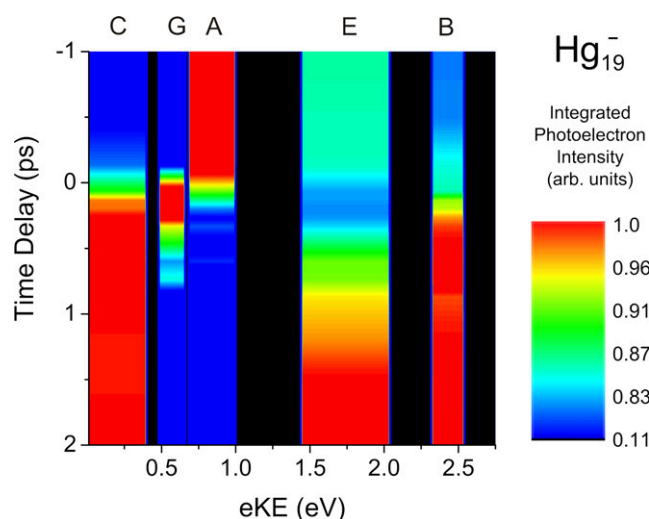 C G A E B
Hg₁₉⁻
Integrated
Photoelectron
Intensity
(arb. units)
-1
0
1
2
Time Delay (ps)
0.5 1.0 1.5 2.0 2.5
eKE (eV)
1.0
0.96
0.91
0.87
0.83
0.11